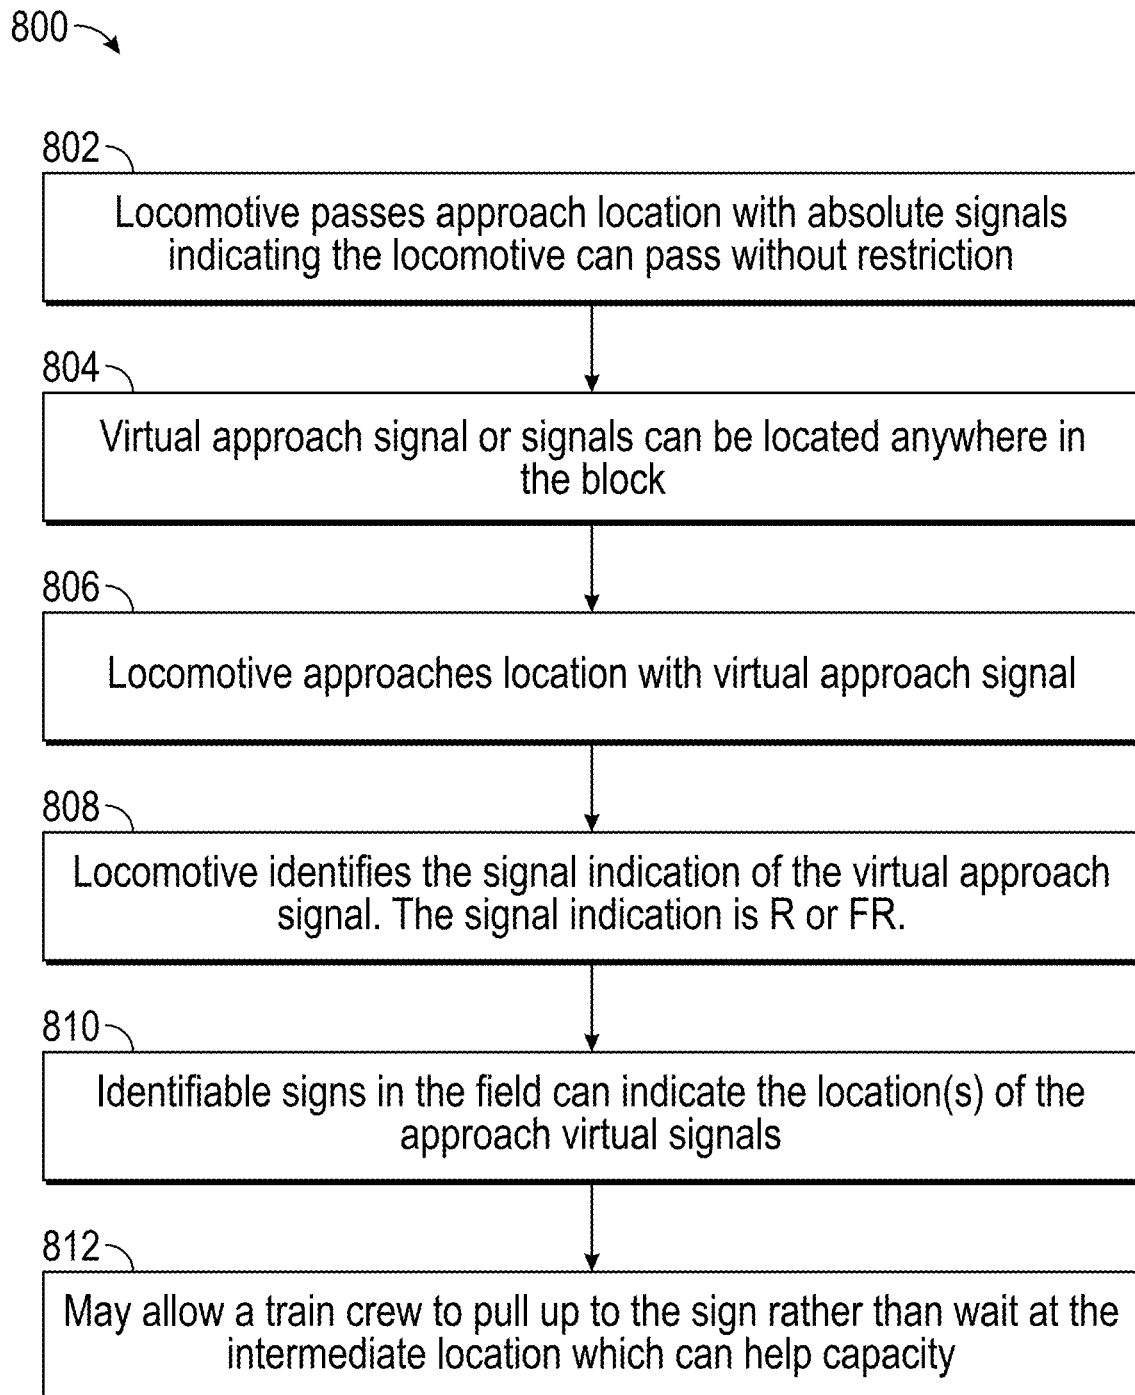 800
802
Locomotive passes approach location with absolute signals
indicating the locomotive can pass without restriction
804
Virtual approach signal or signals can be located anywhere in
the block
806
Locomotive approaches location with virtual approach signal
808
Locomotive identifies the signal indication of the virtual approach
signal. The signal indication is R or FR.
810
Identifiable signs in the field can indicate the location(s) of the
approach virtual signals
812
May allow a train crew to pull up to the sign rather than wait at the
intermediate location which can help capacity